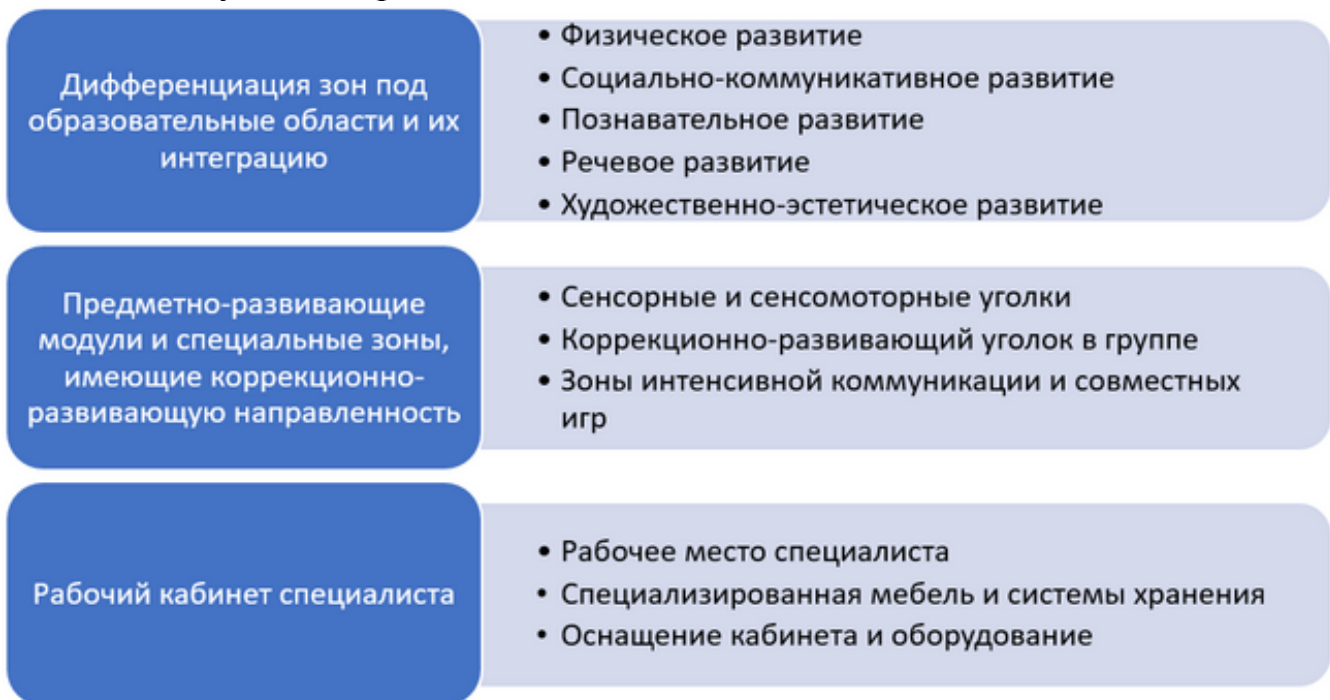 Дифференциация зон под
образовательные области и их
интеграцию
• Физическое развитие
• Социально-коммуникативное развитие
• Познавательное развитие
• Речевое развитие
• Художественно-эстетическое развитие
Предметно-развивающие
модули и специальные зоны,
имеющие коррекционно-
развивающую направленность
• Сенсорные и сенсомоторные уголки
• Коррекционно-развивающий уголок в группе
• Зоны интенсивной коммуникации и совместных
игр
Рабочий кабинет специалиста
• Рабочее место специалиста
• Специализированная мебель и системы хранения
• Оснащение кабинета и оборудование